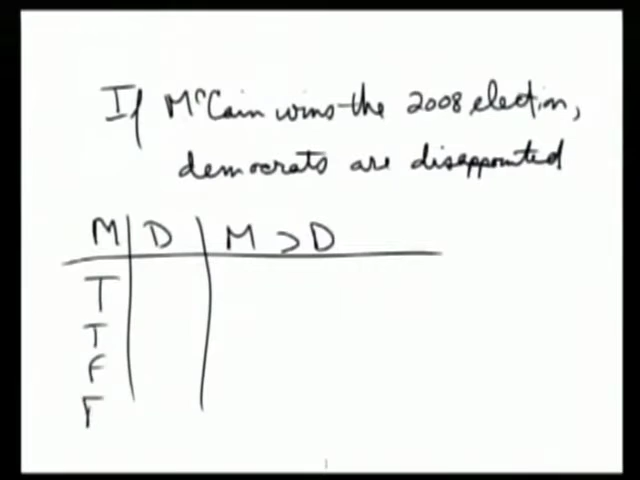 If McCain wins the 2008 election,
democrats are disappointed
M D M ⊃ D
T
T
F
F